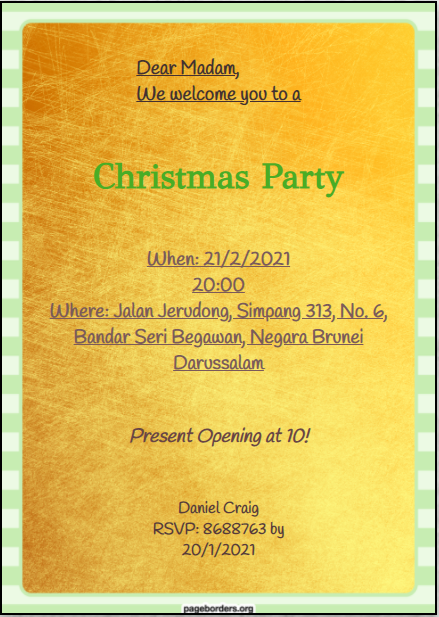 Dear Madam,
We welcome you to a
Christmas Party
When: 21/2/2021
20:00
Where: Jalan Jerudong, Simpang 313, No. 6,
Bandar Seri Begawan, Negara Brunei
Darussalam
Present Opening at 10!
Daniel Craig
RSVP: 8688763 by
20/1/2021
pageborders.org